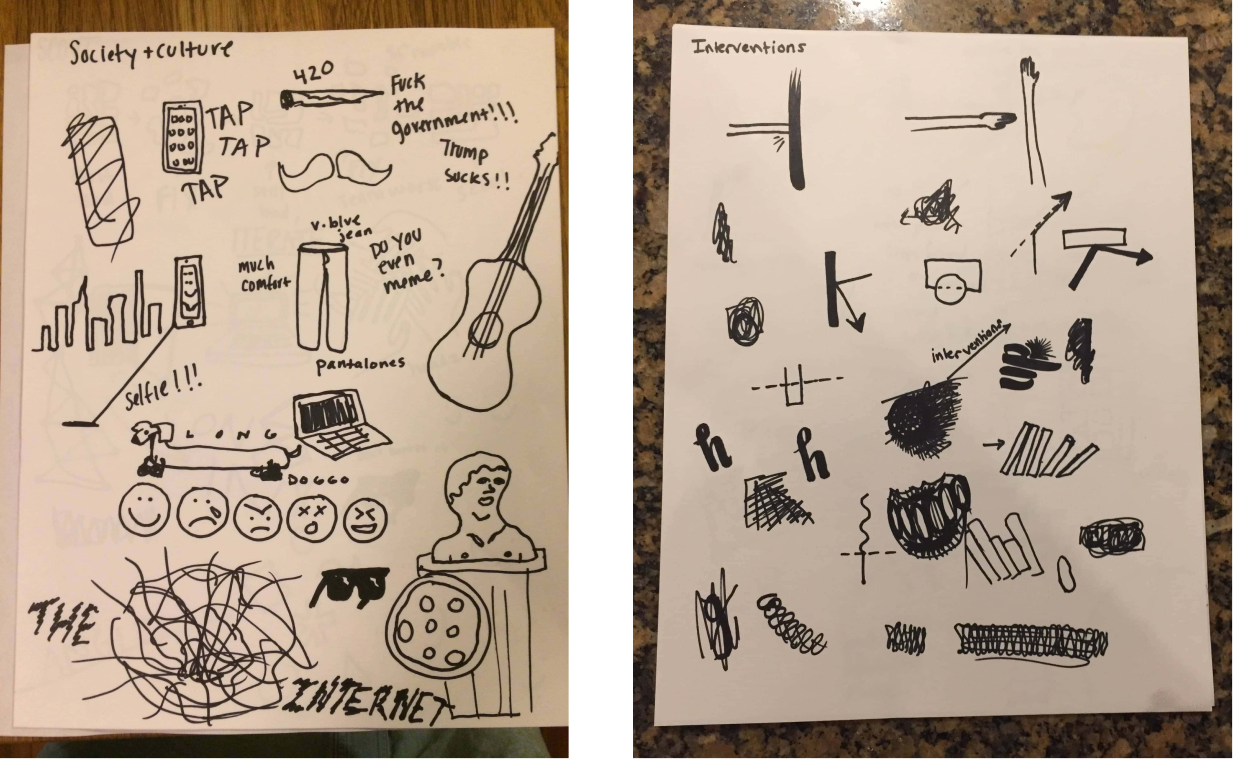 Society + culture
420
Fuck
the
government!!!
TAP
TAP
TAP
Trump
sucks!!
v. blue
jean
much
comfort
DO YOU
even
meme?
pantalones
Selfie!!!
LONG
DOGGO
THE
INTERNET
Interventions
interventions
h
h